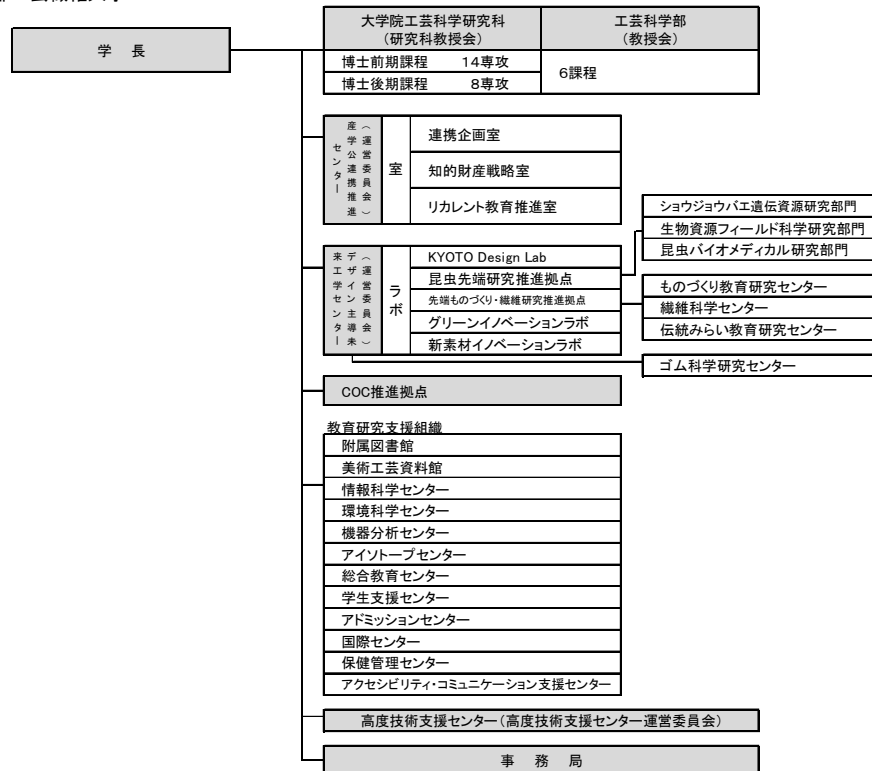 大学院工芸科学研究科
（研究科教授会）
工芸科学部
（教授会）
学　長
博士前期課程　14専攻
博士後期課程　8専攻
6課程
産学公連携推進センター
（運営委員会）
室
連携企画室
知的財産戦略室
リカレント教育推進室
デザイン主導未来工学センター
（運営委員会）
ラボ
KYOTO Design Lab
昆虫先端研究推進拠点
先端ものづくり・繊維研究推進拠点
グリーンイノベーションラボ
新素材イノベーションラボ
ショウジョウバエ遺伝資源研究部門
生物資源フィールド科学研究部門
昆虫バイオメディカル研究部門
ものづくり教育研究センター
繊維科学センター
伝統みらい教育研究センター
ゴム科学研究センター
COC推進拠点
教育研究支援組織
附属図書館
美術工芸資料館
情報科学センター
環境科学センター
機器分析センター
アイソトープセンター
総合教育センター
学生支援センター
アドミッションセンター
国際センター
保健管理センター
アクセシビリティ・コミュニケーション支援センター
高度技術支援センター（高度技術支援センター運営委員会）
事　務　局